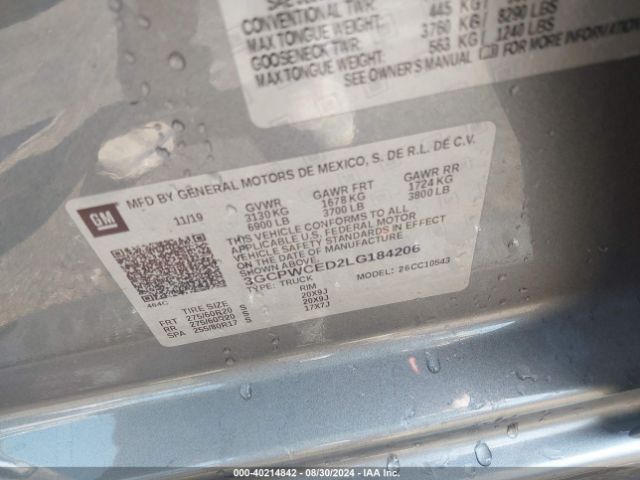 CONVENTIONAL TWR:
MAX TONGUE WEIGHT: 445 KG
GOOSENECK TWR: 3760 KG 8290 LBS
MAX TONGUE WEIGHT: 563 KG 1240 LBS
SEE OWNER'S MANUAL FOR
MFD BY GENERAL MOTORS DE MEXICO, S. DE R.L. DE C.V.
GM 11/19 GVWR GAWR FRT GAWR RR
3130 KG 1678 KG 1724 KG
6900 LB 3700 LB 3800 LB
THIS VEHICLE CONFORMS TO ALL
APPLICABLE U.S. FEDERAL MOTOR
VEHICLE SAFETY STANDARDS IN EFFECT
ON THE DATE OF MANUFACTURE
3GCPWCED2LG184206
TYPE: TRUCK MODEL: 26CC10543
464C
TIRE SIZE RIM
FRT 275/60R20 S 20X9J
RR 275/60R20 S 20X9J
SPA 255/80R17 S 17X7J
000-40214842 - 08/30/2024 - IAA Inc.